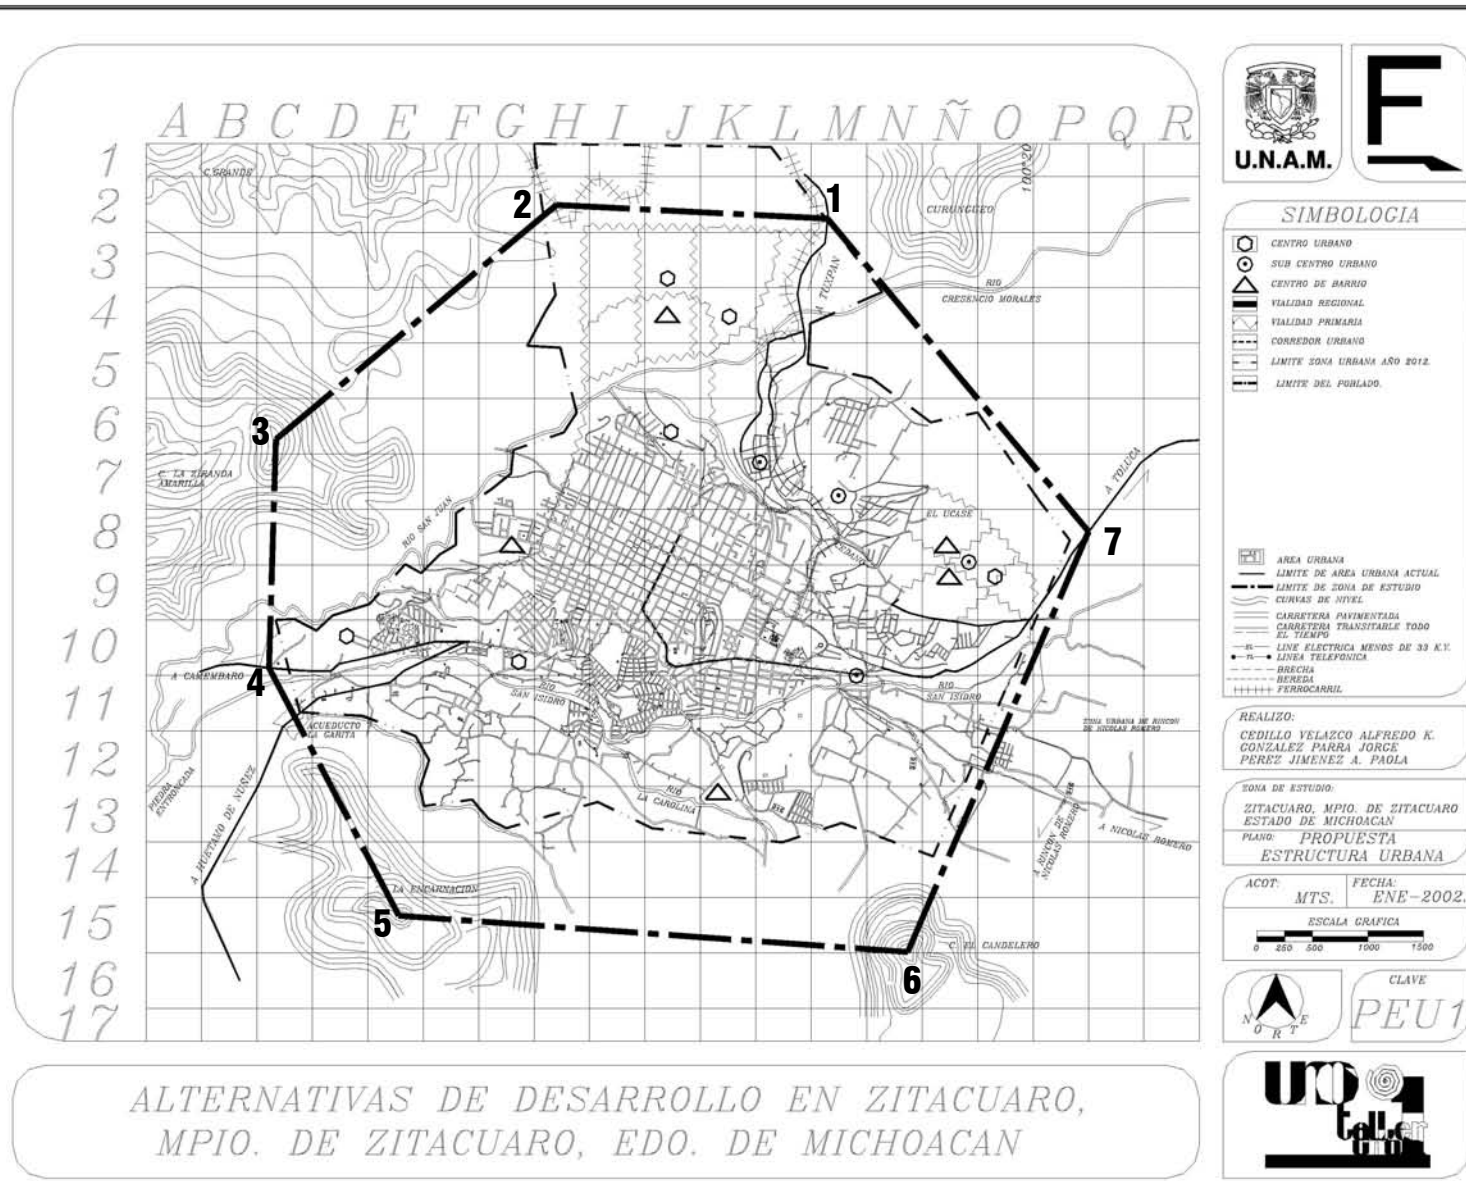 A B C D E F G H I J K L M N Ñ O P Q R
1
2
3
4
5
6
7
8
9
10
11
12
13
14
15
16
17
C. GRANDE
100°20'
2
1
CURUNGUEO
A TUXPAN
RIO
CRESENCIO MORALES
3
C. LA ZIRANDA
AMARILLA
A TOLUCA
RIO SAN JUAN
EL UCASE
7
4
A CAMEMBARO
RIO
SAN ISIDRO
RIO
SAN ISIDRO
ACUEDUCTO
LA GARITA
ZONA URBANA DE RINCON
DE NICOLAS ROMERO
PIEDRA
ENTRONCADA
A HUETAMO DE NUÑEZ
RIO
LA CAROLINA
A RINCON DE
NICOLAS ROMERO
A NICOLAS ROMERO
LA ENCARNACION
5
C. EL CANDELERO
6
U.N.A.M.
SIMBOLOGIA
CENTRO URBANO
SUB CENTRO URBANO
CENTRO DE BARRIO
VIALIDAD REGIONAL
VIALIDAD PRIMARIA
CORREDOR URBANO
LIMITE ZONA URBANA AÑO 2012.
LIMITE DEL POBLADO.
AREA URBANA
LIMITE DE AREA URBANA ACTUAL
LIMITE DE ZONA DE ESTUDIO
CURVAS DE NIVEL
CARRETERA PAVIMENTADA
CARRETERA TRANSITABLE TODO
EL TIEMPO
LINE ELECTRICA MENOS DE 33 K.V.
LINEA TELEFONICA
BRECHA
BEREDA
FERROCARRIL
REALIZO:
CEDILLO VELAZCO ALFREDO K.
GONZALEZ PARRA JORGE
PEREZ JIMENEZ A. PAOLA
ZONA DE ESTUDIO:
ZITACUARO, MPIO. DE ZITACUARO
ESTADO DE MICHOACAN
PLANO: PROPUESTA
ESTRUCTURA URBANA
ACOT: MTS.
FECHA: ENE-2002.
ESCALA GRAFICA
0 250 500 1000 1500
NORTE
CLAVE
PEU1
ALTERNATIVAS DE DESARROLLO EN ZITACUARO,
MPIO. DE ZITACUARO, EDO. DE MICHOACAN